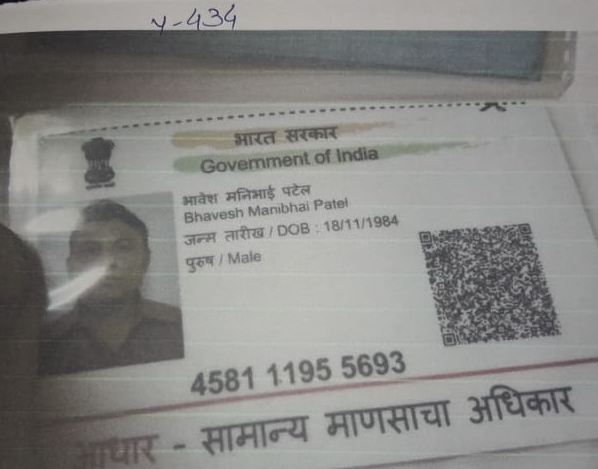 Y-434
भारत सरकार
Government of India
भावेश मनिभाई पटेल
Bhavesh Manibhai Patel
जन्म तारीख / DOB : 18/11/1984
पुरुष / Male
4581 1195 5693
आधार - सामान्य माणसाचा अधिकार